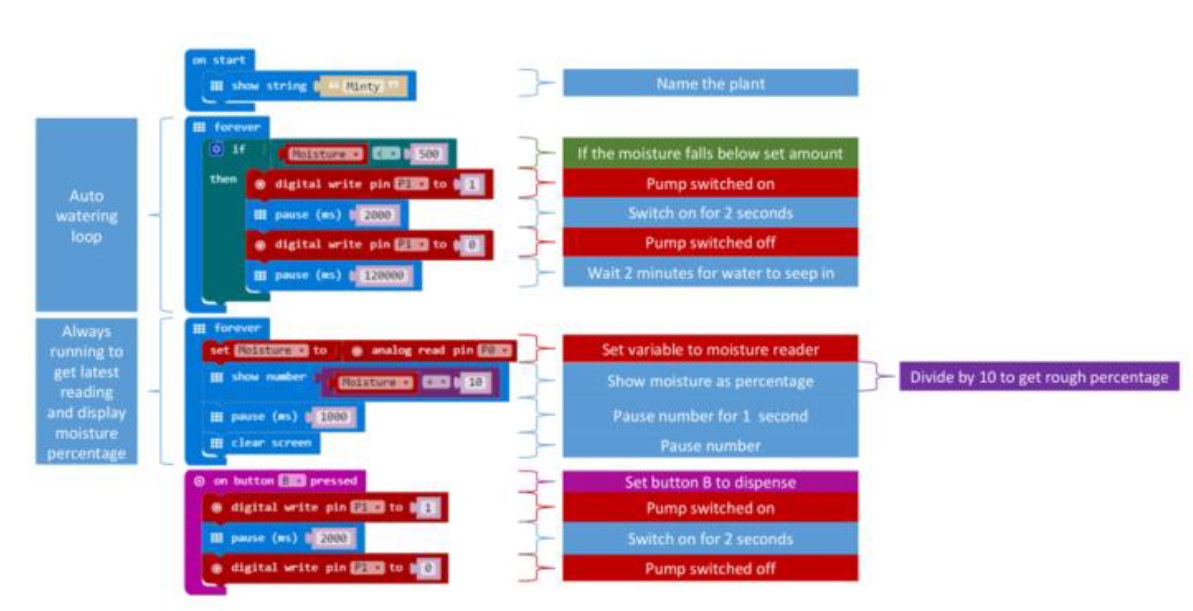 on start
show string “ Minty ”
Name the plant
Auto
watering
loop
forever
if Moisture < 500
If the moisture falls below set amount
then digital write pin P1 to 1
Pump switched on
pause (ms) 2000
Switch on for 2 seconds
digital write pin P1 to 0
Pump switched off
pause (ms) 120000
Wait 2 minutes for water to seep in
Always
running to
get latest
reading
and display
moisture
percentage
forever
set Moisture to analog read pin P0
Set variable to moisture reader
show number Moisture ÷ 10
Show moisture as percentage
Divide by 10 to get rough percentage
pause (ms) 1000
Pause number for 1 second
clear screen
Pause number
on button B pressed
Set button B to dispense
digital write pin P1 to 1
Pump switched on
pause (ms) 2000
Switch on for 2 seconds
digital write pin P1 to 0
Pump switched off